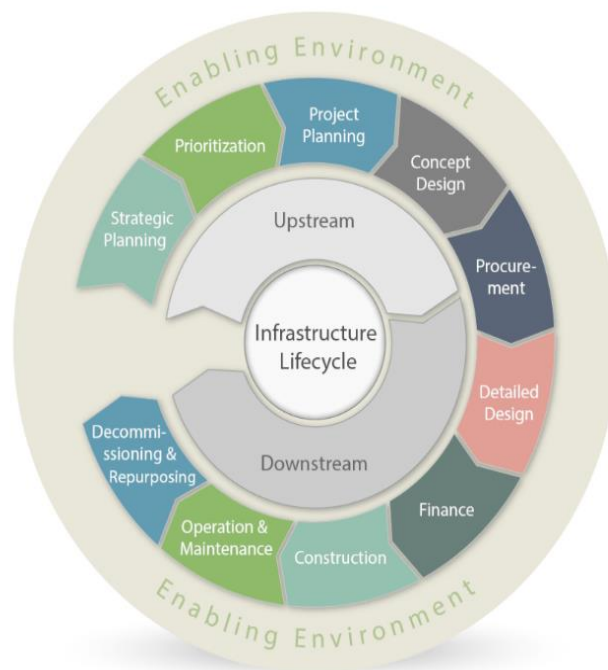 Enabling Environment
Strategic
Planning
Prioritization
Project
Planning
Concept
Design
Procure-
ment
Detailed
Design
Finance
Construction
Operation &
Maintenance
Decommi-
ssioning &
Repurposing
Upstream
Infrastructure
Lifecycle
Downstream
Enabling Environment